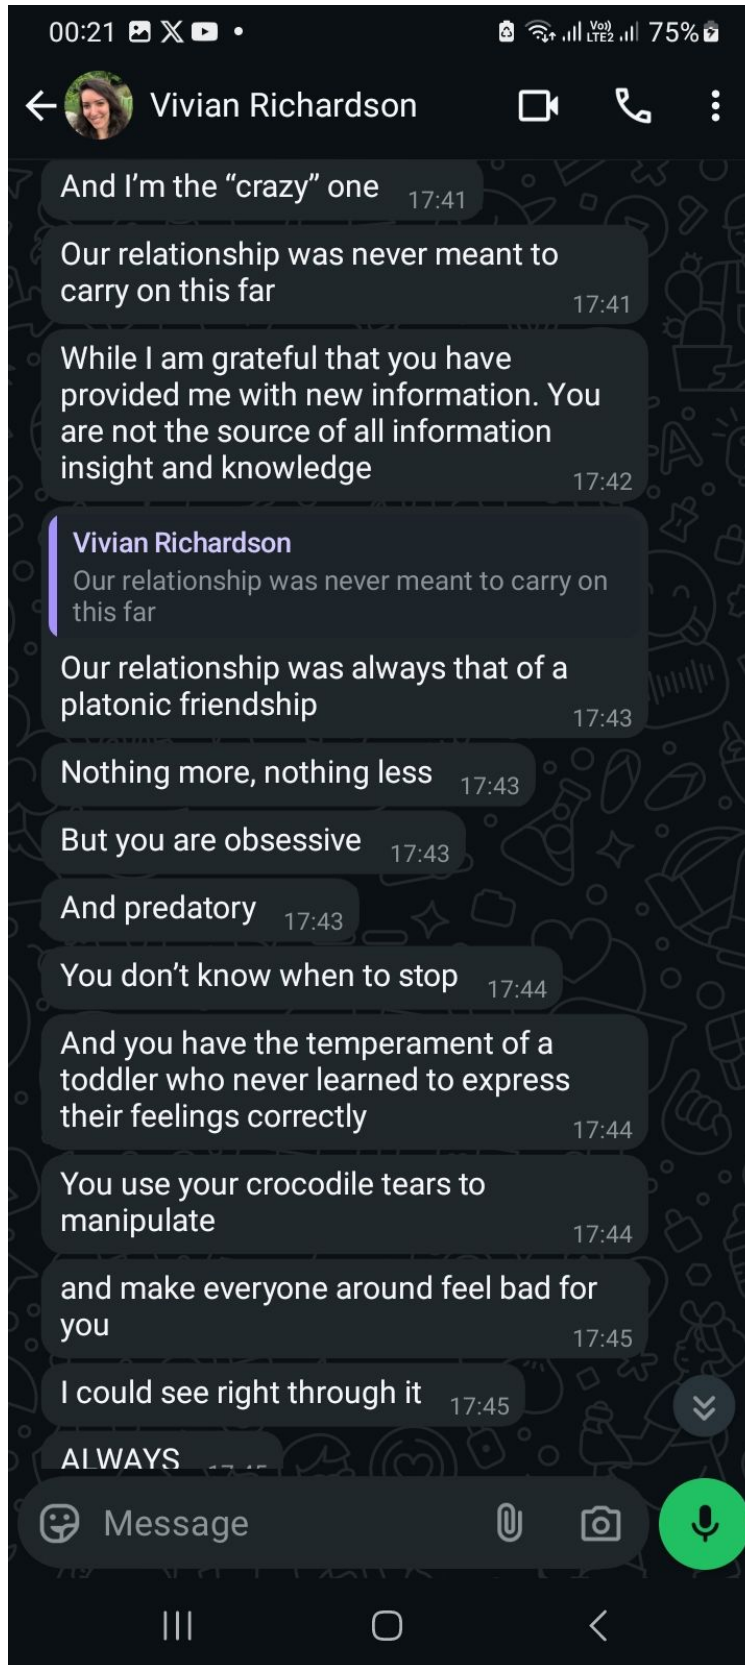 00:21
VoLTE2 75%
Vivian Richardson
And I'm the “crazy” one 17:41
Our relationship was never meant to
carry on this far 17:41
While I am grateful that you have
provided me with new information. You
are not the source of all information
insight and knowledge 17:42
Vivian Richardson
Our relationship was never meant to carry on
this far
Our relationship was always that of a
platonic friendship 17:43
Nothing more, nothing less 17:43
But you are obsessive 17:43
And predatory 17:43
You don't know when to stop 17:44
And you have the temperament of a
toddler who never learned to express
their feelings correctly 17:44
You use your crocodile tears to
manipulate 17:44
and make everyone around feel bad for
you 17:45
I could see right through it 17:45
ALWAYS
Message